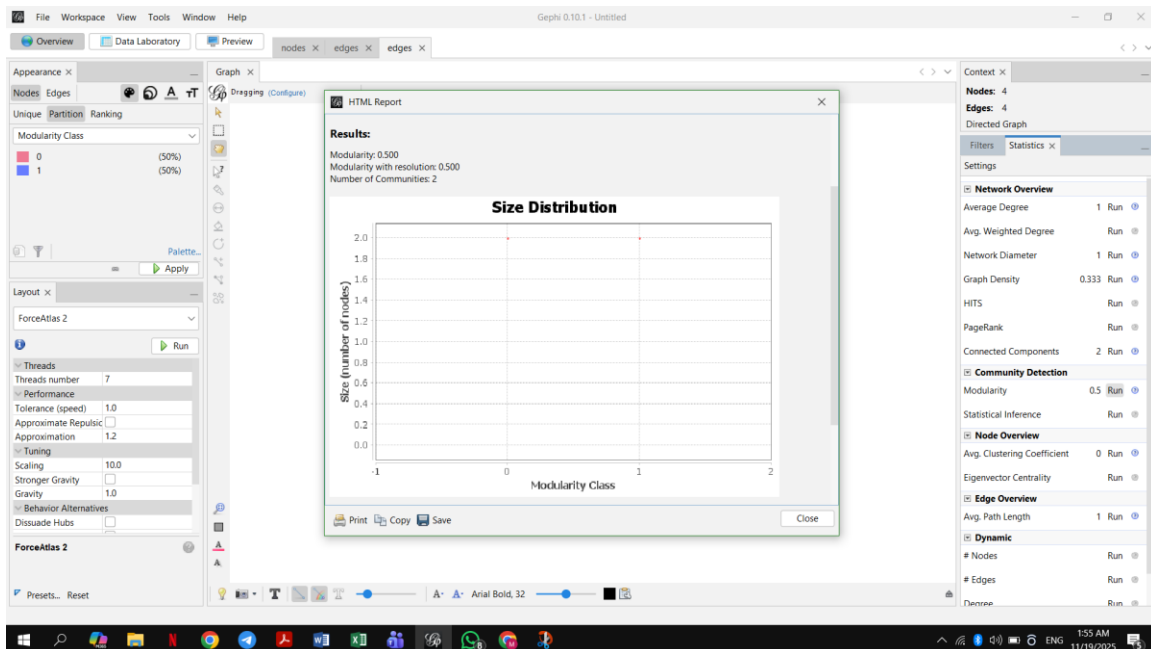 File Workspace View Tools Window Help
Gephi 0.10.1 - Untitled
Overview
Data Laboratory
Preview
nodes
edges
edges
Appearance
Nodes Edges
Unique Partition Ranking
Modularity Class
0 (50%)
1 (50%)
Palette...
Apply
Layout
ForceAtlas 2
Run
Threads
Threads number 7
Performance
Tolerance (speed) 1.0
Approximate Repulsic
Approximation 1.2
Tuning
Scaling 10.0
Stronger Gravity
Gravity 1.0
Behavior Alternatives
Dissuade Hubs
ForceAtlas 2
Presets... Reset
Graph
Dragging (Configure)
HTML Report
Results:
Modularity: 0.500
Modularity with resolution: 0.500
Number of Communities: 2
Size Distribution
Size (number of nodes)
2.0
1.8
1.6
1.4
1.2
1.0
0.8
0.6
0.4
0.2
0.0
-1 0 1 2
Modularity Class
Print Copy Save
Close
T T A- A- Arial Bold, 32
Context
Nodes: 4
Edges: 4
Directed Graph
Filters Statistics
Settings
Network Overview
Average Degree 1 Run
Avg. Weighted Degree Run
Network Diameter 1 Run
Graph Density 0.333 Run
HITS Run
PageRank Run
Connected Components 2 Run
Community Detection
Modularity 0.5 Run
Statistical Inference Run
Node Overview
Avg. Clustering Coefficient 0 Run
Eigenvector Centrality Run
Edge Overview
Avg. Path Length 1 Run
Dynamic
# Nodes Run
# Edges Run
Degree Run
ENG
1:55 AM
11/19/2025